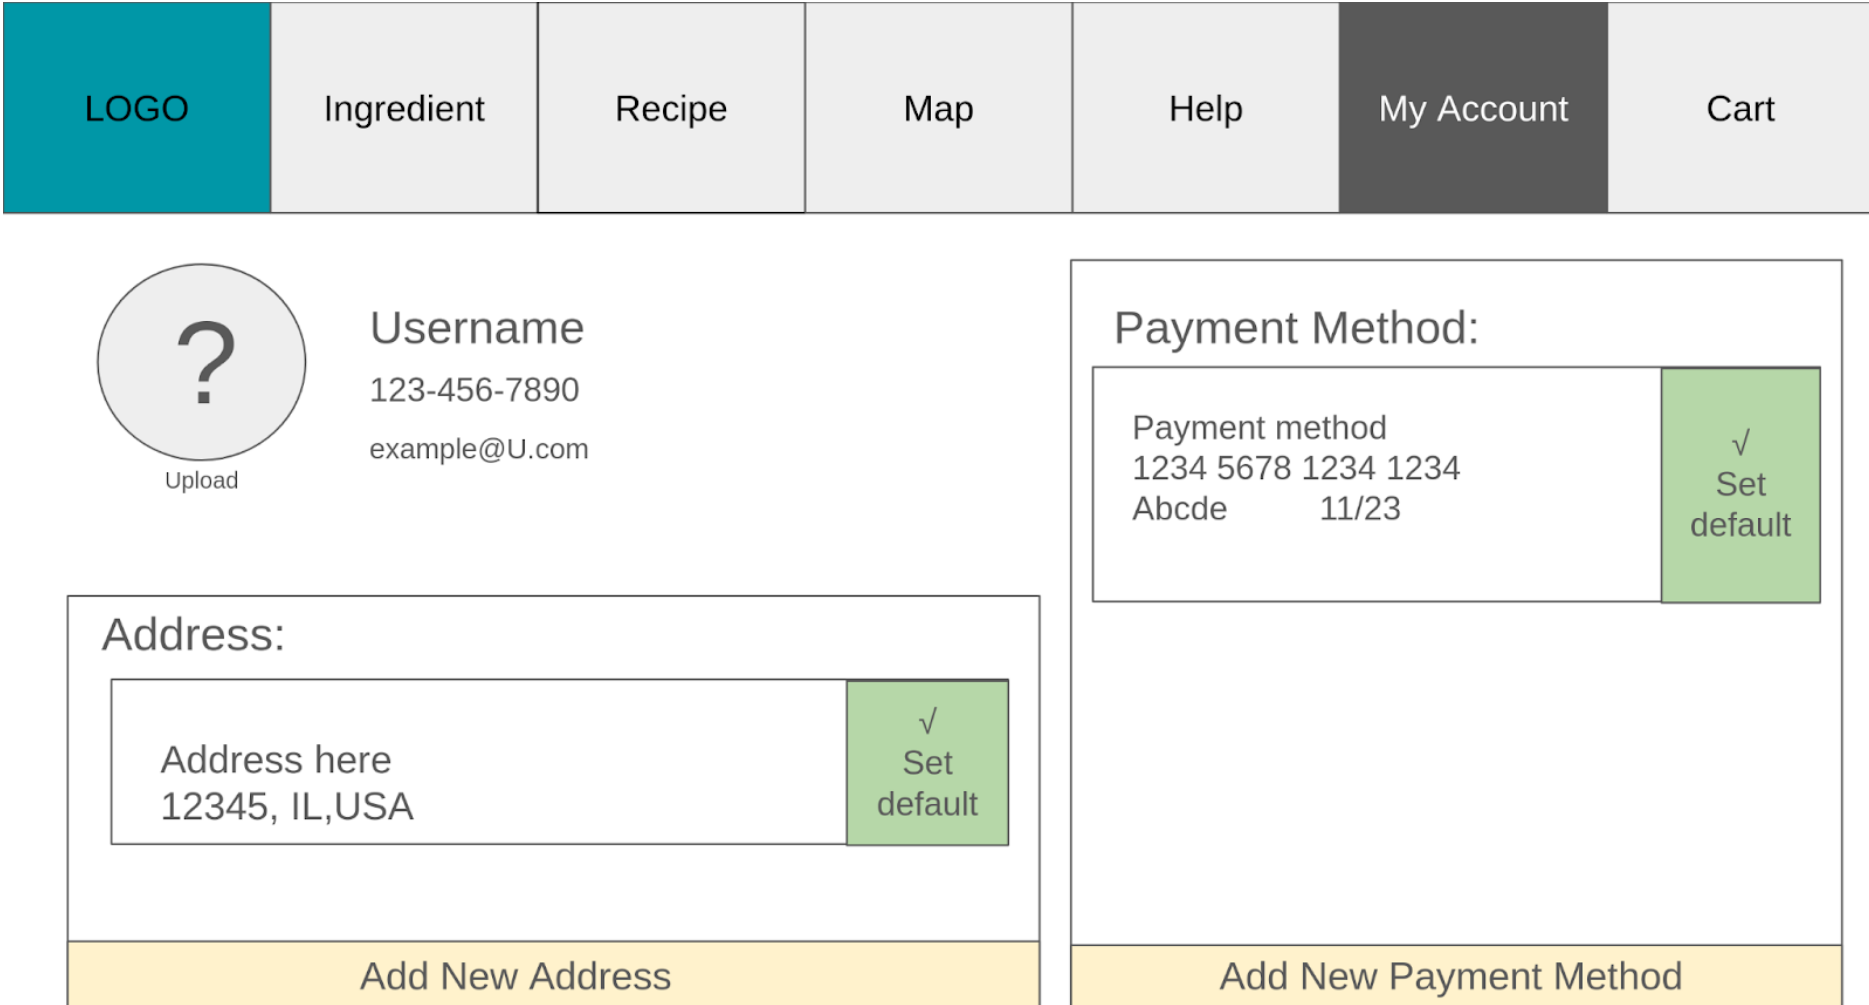 LOGO
Ingredient
Recipe
Map
Help
My Account
Cart
?
Upload
Username
123-456-7890
example@U.com
Payment Method:
Payment method
1234 5678 1234 1234
Abcde 11/23
√
Set
default
Address:
Address here
12345, IL,USA
√
Set
default
Add New Address
Add New Payment Method